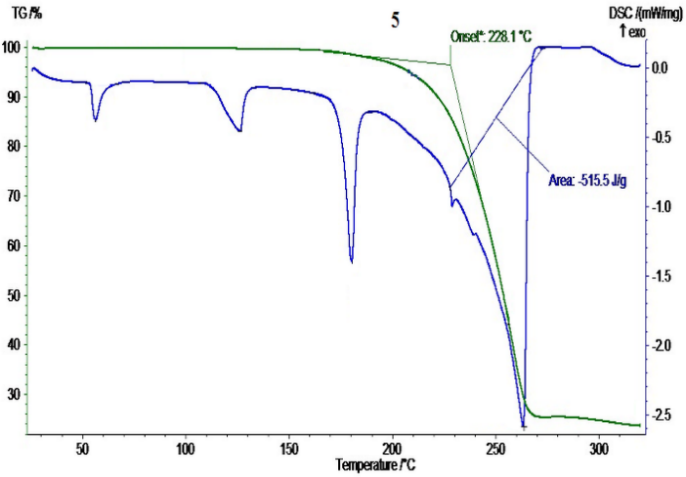 TG /%
5
DSC /(mW/mg)
↑ exo
Onset*: 228.1 °C
100
0.0
90
-0.5
80
Area: -515.5 J/g
70
-1.0
60
-1.5
50
40
-2.0
30
-2.5
50 100 150 200 250 300
Temperature /°C